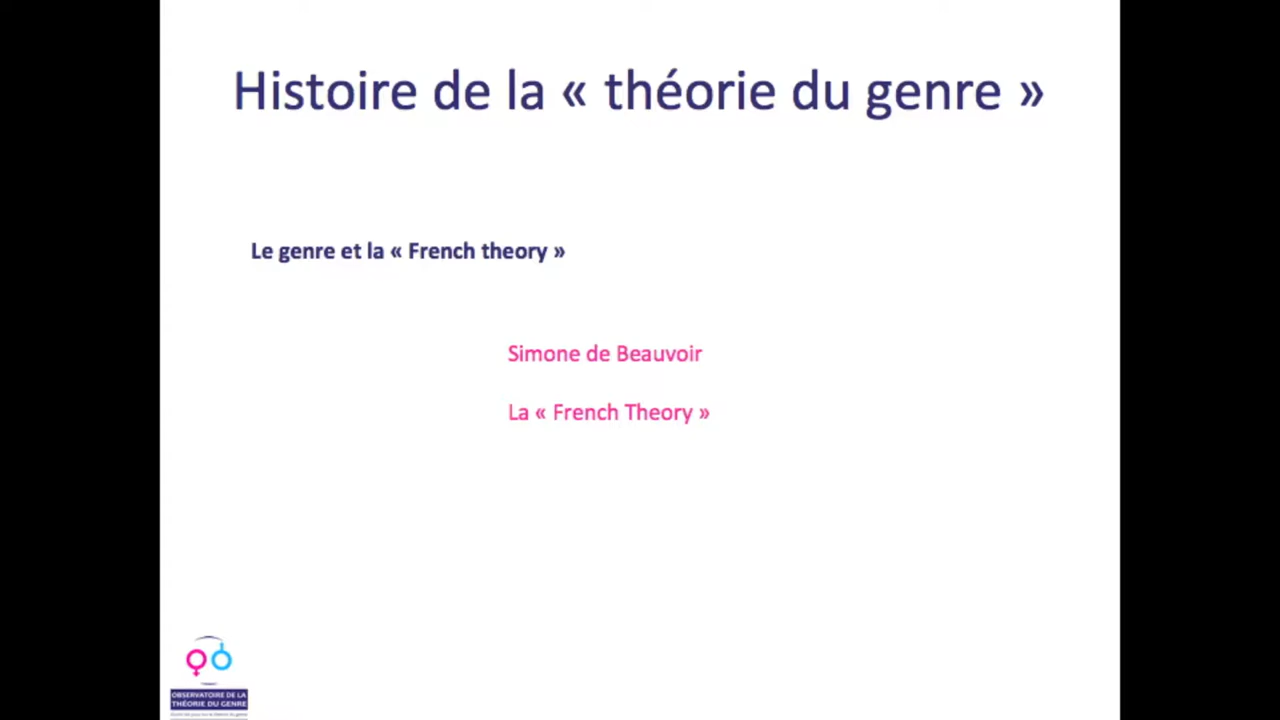 Histoire de la « théorie du genre »
Le genre et la « French theory »
Simone de Beauvoir
La « French Theory »
OBSERVATOIRE DE LA
THÉORIE DU GENRE